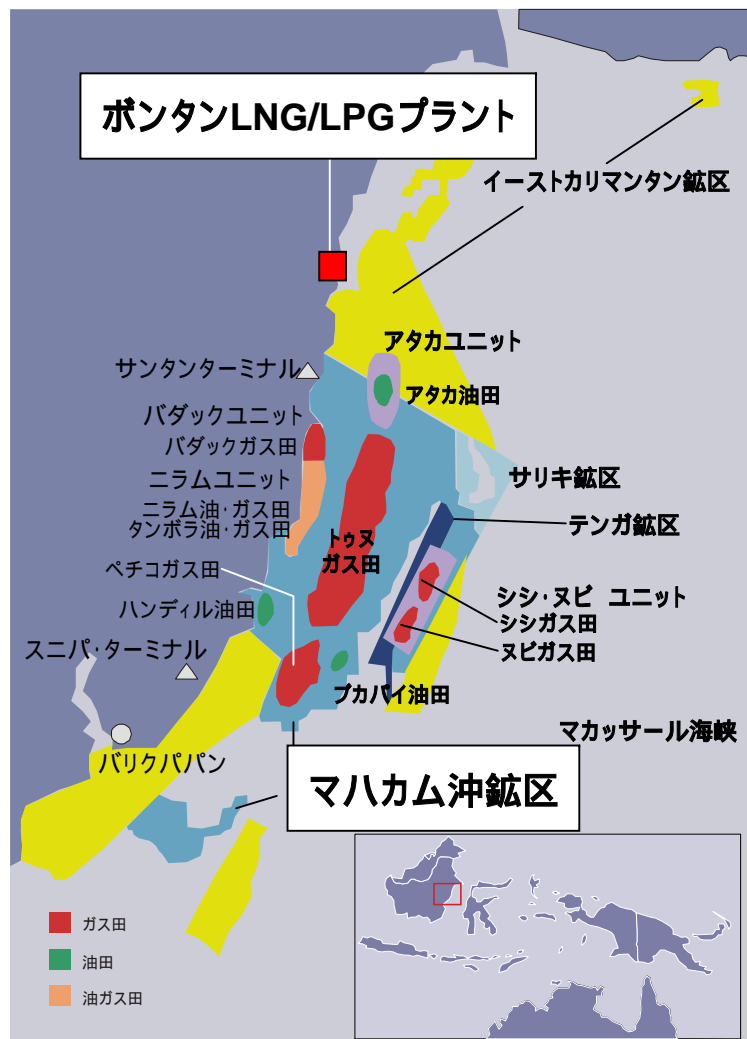 ボンタンLNG/LPGプラント
イーストカリマンタン鉱区
アタカユニット
サンタンターミナル
アタカ油田
バダックユニット
バダックガス田
ニラムユニット
サリキ鉱区
ニラム油・ガス田
タンボラ油・ガス田
テンガ鉱区
トゥヌ
ガス田
ペチコガス田
シシ・ヌビ ユニット
ハンディル油田
シシガス田
スニパ・ターミナル
ヌビガス田
ブカパイ油田
マカッサール海峡
バリクパパン
マハカム沖鉱区
ガス田
油田
油ガス田